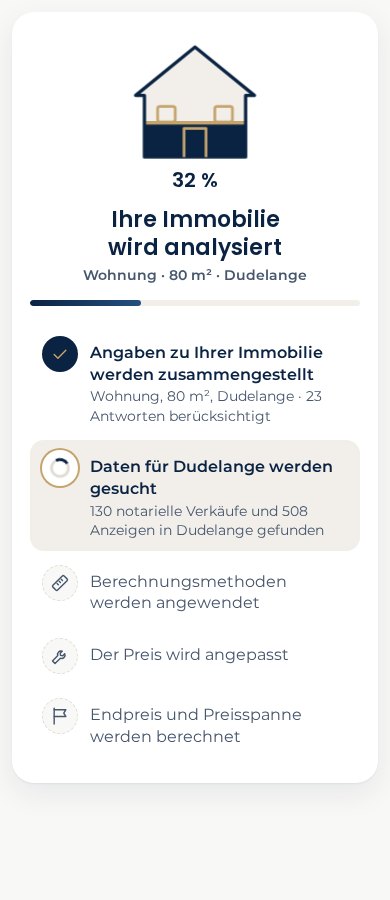 32 %
Ihre Immobilie
wird analysiert
Wohnung · 80 m² · Dudelange
Angaben zu Ihrer Immobilie
werden zusammengestellt
Wohnung, 80 m², Dudelange · 23
Antworten berücksichtigt
Daten für Dudelange werden
gesucht
130 notarielle Verkäufe und 508
Anzeigen in Dudelange gefunden
Berechnungsmethoden
werden angewendet
Der Preis wird angepasst
Endpreis und Preisspanne
werden berechnet